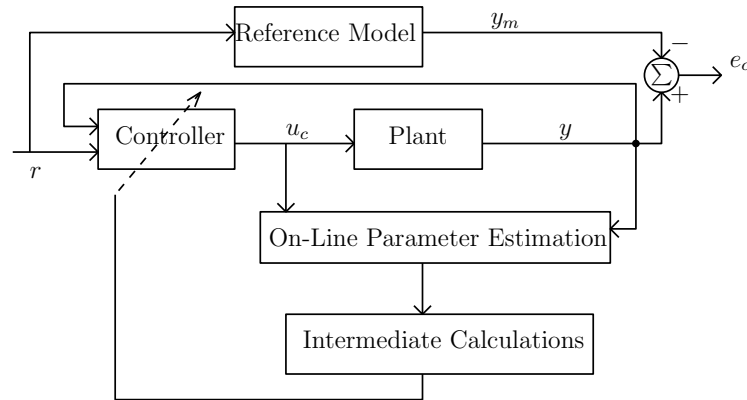 Reference Model
y_m
−
Σ
e_c
+
Controller
u_c
Plant
y
r
On-Line Parameter Estimation
Intermediate Calculations